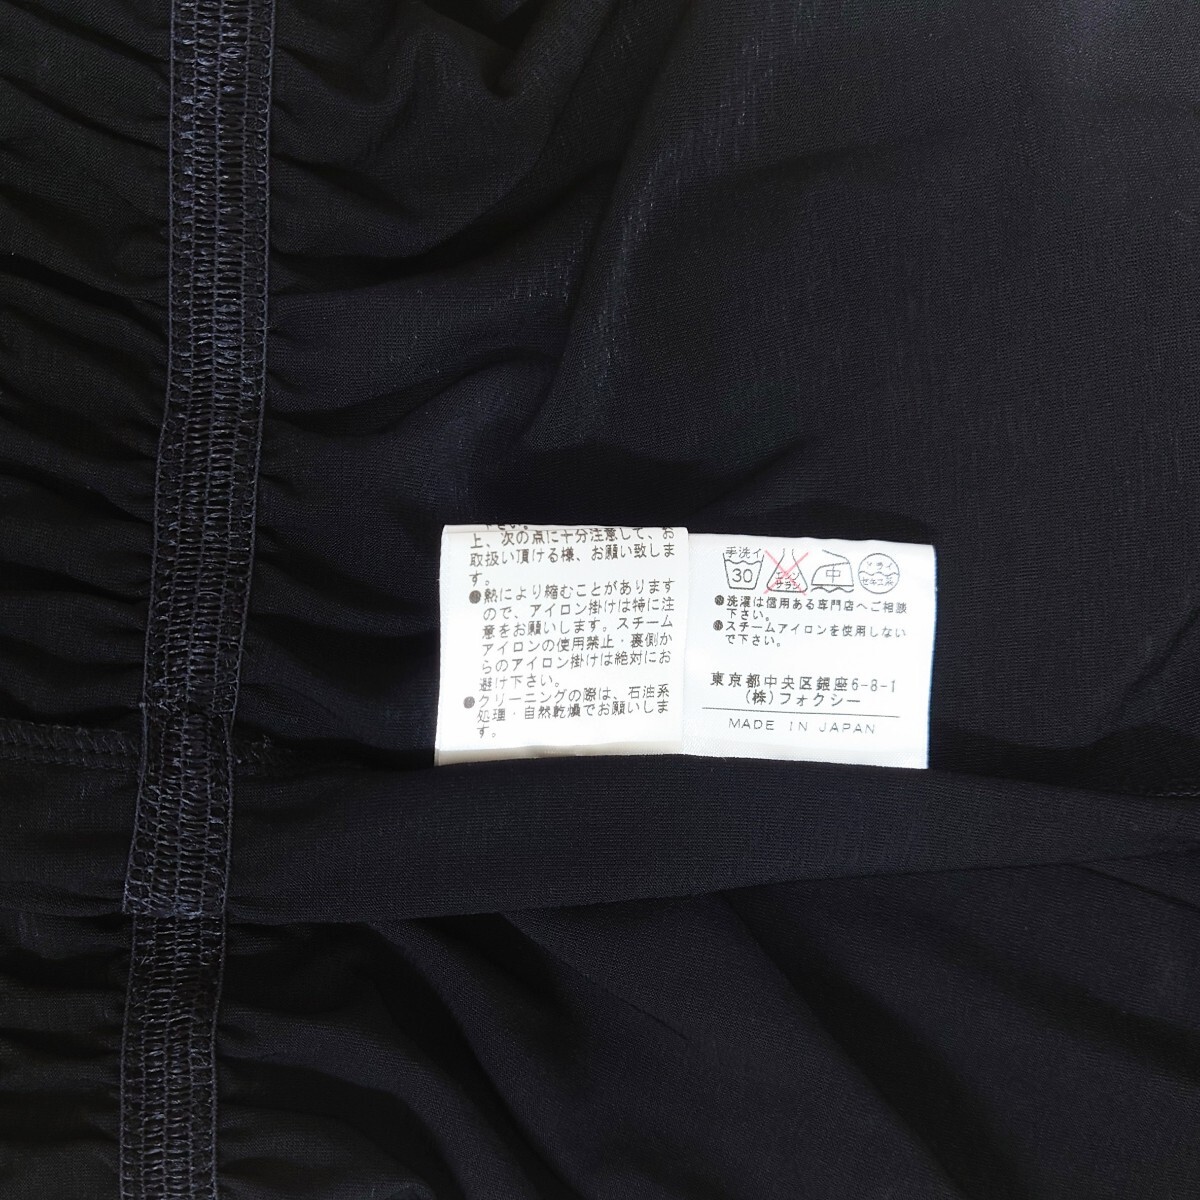 下さい。
上、次の点に十分注意して、お
取扱い頂ける様、お願い致しま
す。
●熱により縮むことがあります
ので、アイロン掛けは特に注
意をお願いします。スチーム
アイロンの使用禁止・裏側か
らのアイロン掛けは絶対にお
避け下さい。
●クリーニングの際は、石油系
処理・自然乾燥でお願いしま
す。
手洗イ
30
エンソ
サラシ
中
ドライ
セキユ系
●洗濯は信用ある専門店へご相談
下さい。
●スチームアイロンを使用しない
で下さい。
東京都中央区銀座6-8-1
(株)フォクシー
MADE IN JAPAN